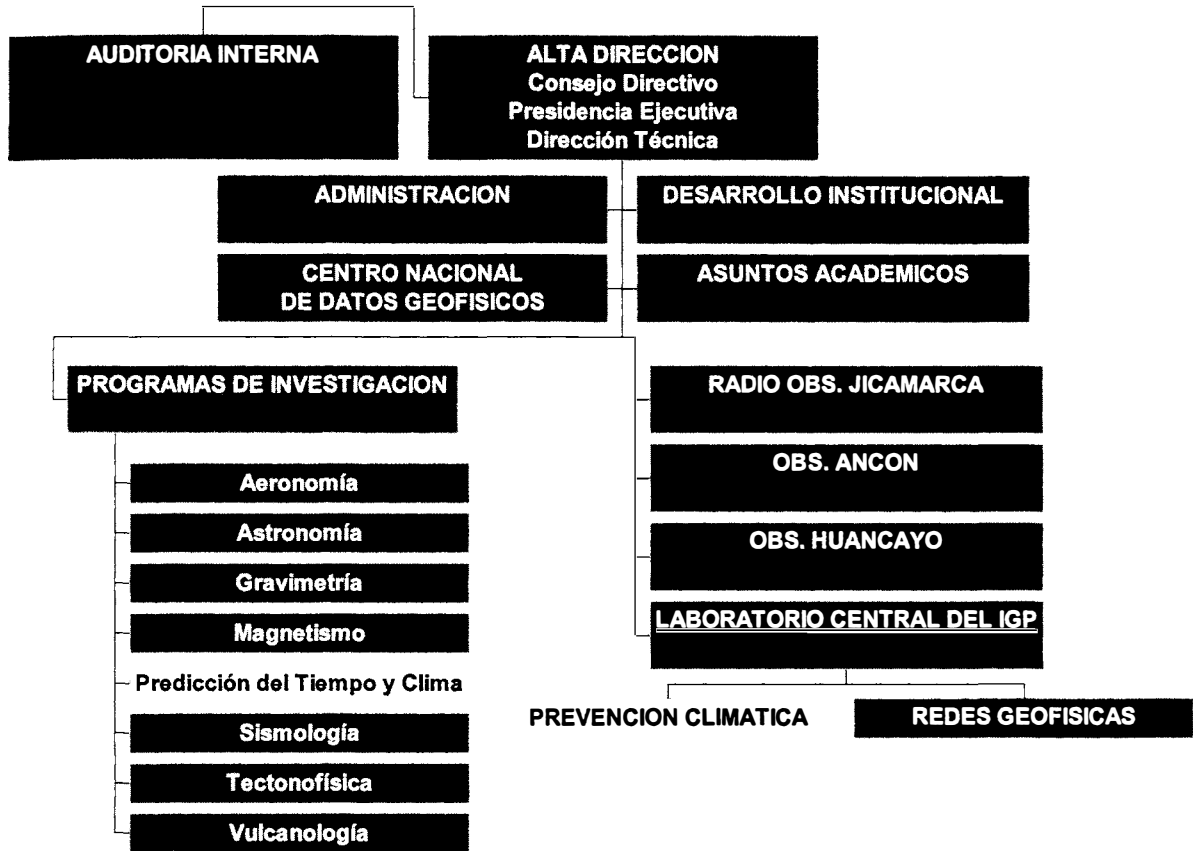 AUDITORIA INTERNA
ALTA DIRECCION
Consejo Directivo
Presidencia Ejecutiva
Dirección Técnica
ADMINISTRACION
DESARROLLO INSTITUCIONAL
CENTRO NACIONAL
DE DATOS GEOFISICOS
ASUNTOS ACADEMICOS
PROGRAMAS DE INVESTIGACION
Aeronomía
Astronomía
Gravimetría
Magnetismo
Predicción del Tiempo y Clima
Sismología
Tectonofísica
Vulcanología
RADIO OBS. JICAMARCA
OBS. ANCON
OBS. HUANCAYO
LABORATORIO CENTRAL DEL IGP
PREVENCION CLIMATICA
REDES GEOFISICAS